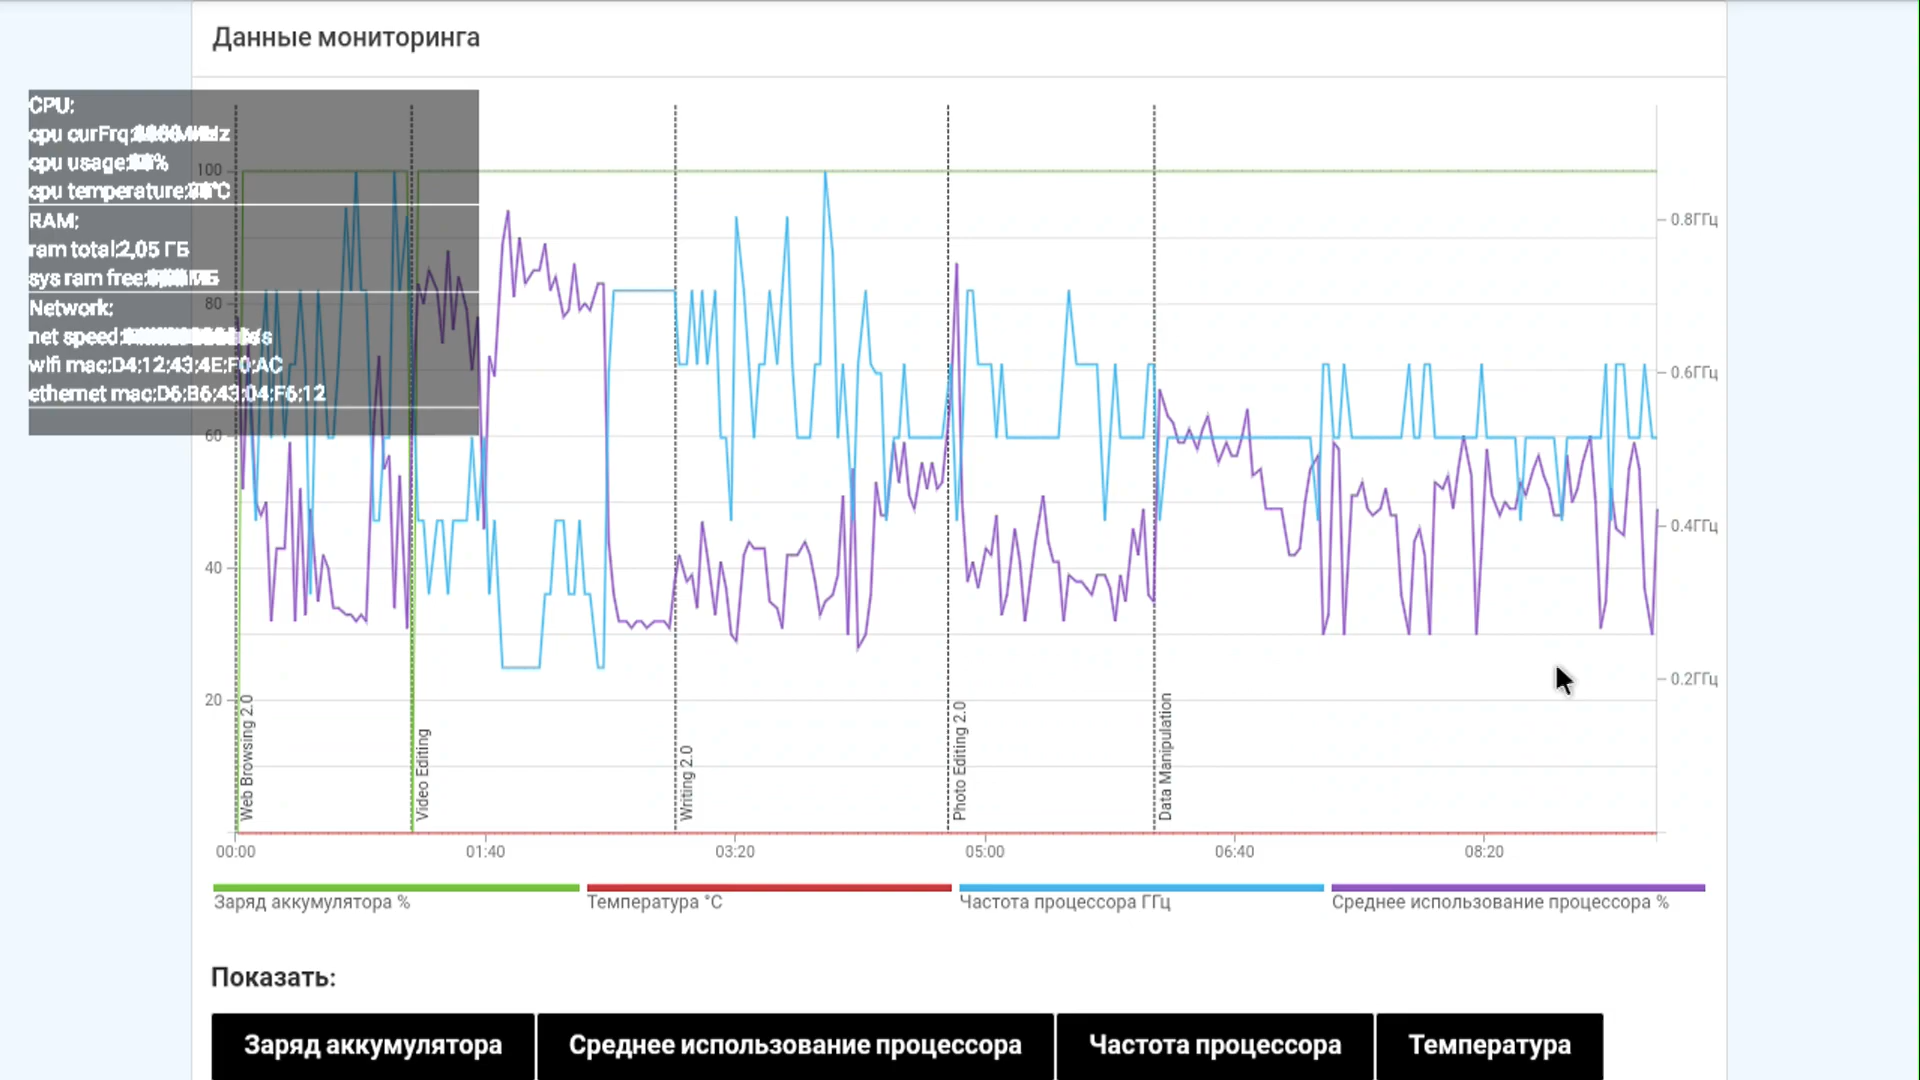 Данные мониторинга
CPU:
cpu curFrq:
cpu usage: %
cpu temperature: °C
RAM:
ram total:2,05 ГБ
sys ram free:
Network:
net speed:
wifi mac:D4:12:43:4E:F0:AC
ethernet mac:D6:B6:43:04:F6:12
100
80
60
40
20
0.8ГГц
0.6ГГц
0.4ГГц
0.2ГГц
Web Browsing 2.0
Video Editing
Writing 2.0
Photo Editing 2.0
Data Manipulation
00:00 01:40 03:20 05:00 06:40 08:20
Заряд аккумулятора % Температура °C Частота процессора ГГц Среднее использование процессора %
Показать:
Заряд аккумулятора Среднее использование процессора Частота процессора Температура